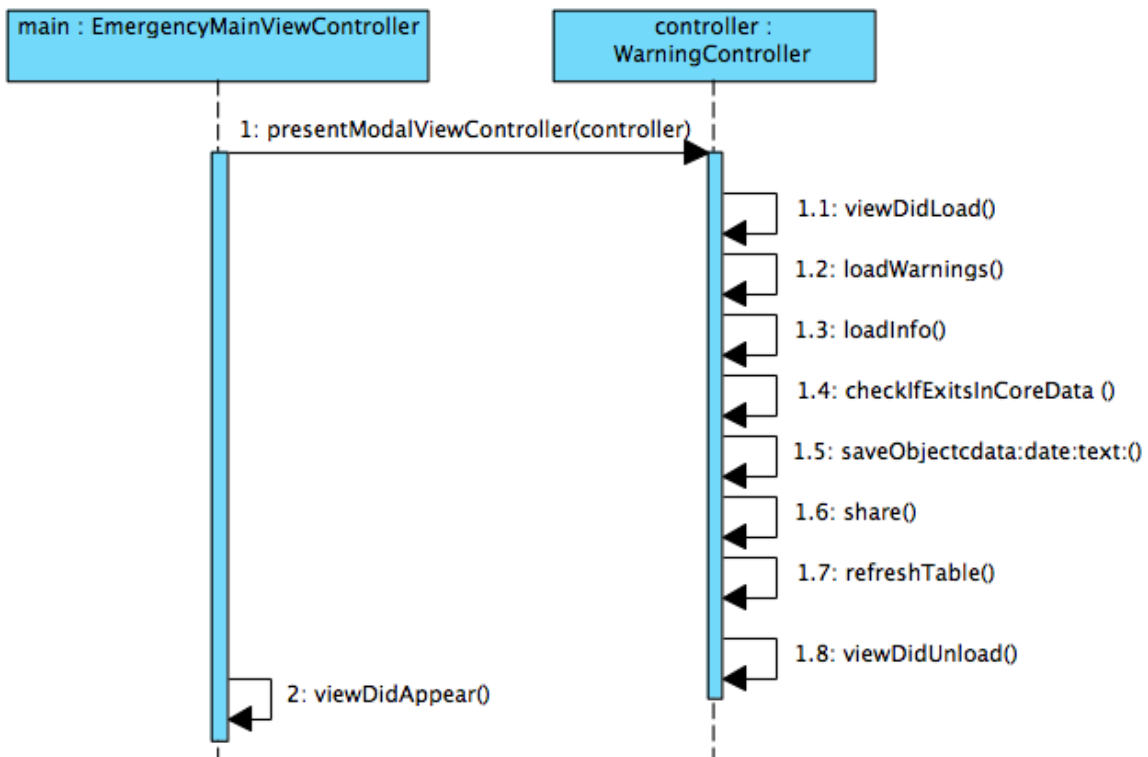 main : EmergencyMainViewController
controller :
WarningController
1: presentModalViewController(controller)
1.1: viewDidLoad()
1.2: loadWarnings()
1.3: loadInfo()
1.4: checkIfExitsInCoreData ()
1.5: saveObjectcdata:date:text:()
1.6: share()
1.7: refreshTable()
1.8: viewDidUnload()
2: viewDidAppear()